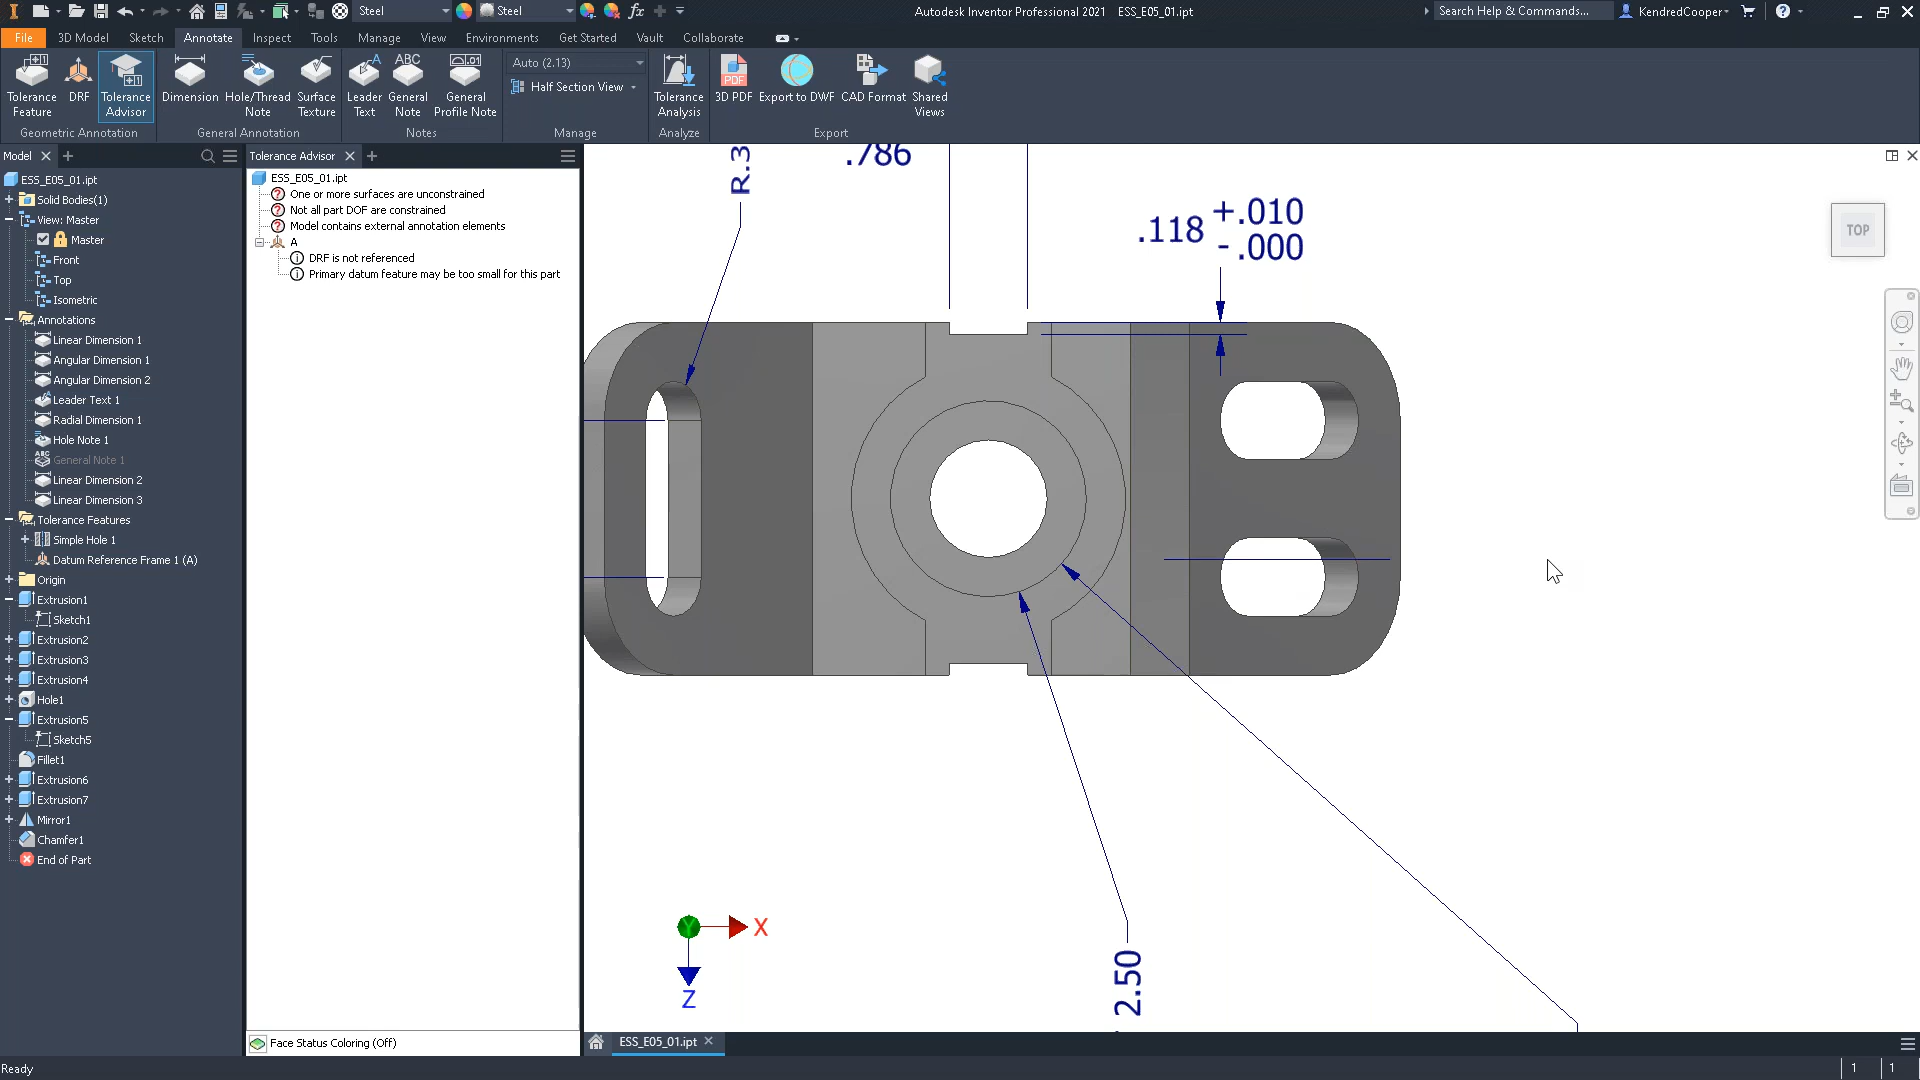 Steel
Steel
fx
Autodesk Inventor Professional 2021 ESS_E05_01.ipt
Search Help & Commands...
KendredCooper
File 3D Model Sketch Annotate Inspect Tools Manage View Environments Get Started Vault Collaborate
Tolerance Feature
DRF
Tolerance Advisor
Geometric Annotation
Dimension
Hole/Thread Note
Surface Texture
General Annotation
Leader Text
General Note
General Profile Note
Notes
Auto (2.13)
Half Section View
Manage
Tolerance Analysis
Analyze
3D PDF
Export to DWF
CAD Format
Shared Views
Export
Model
ESS_E05_01.ipt
Solid Bodies(1)
View: Master
Master
Front
Top
Isometric
Annotations
Linear Dimension 1
Angular Dimension 1
Angular Dimension 2
Leader Text 1
Radial Dimension 1
Hole Note 1
General Note 1
Linear Dimension 2
Linear Dimension 3
Tolerance Features
Simple Hole 1
Datum Reference Frame 1 (A)
Origin
Extrusion1
Sketch1
Extrusion2
Extrusion3
Extrusion4
Hole1
Extrusion5
Sketch5
Fillet1
Extrusion6
Extrusion7
Mirror1
Chamfer1
End of Part
Tolerance Advisor
ESS_E05_01.ipt
One or more surfaces are unconstrained
Not all part DOF are constrained
Model contains external annotation elements
A
DRF is not referenced
Primary datum feature may be too small for this part
Face Status Coloring (Off)
R.3
.786
.118 +.010
- .000
TOP
2.50
Y
X
Z
ESS_E05_01.ipt
Ready
1 1